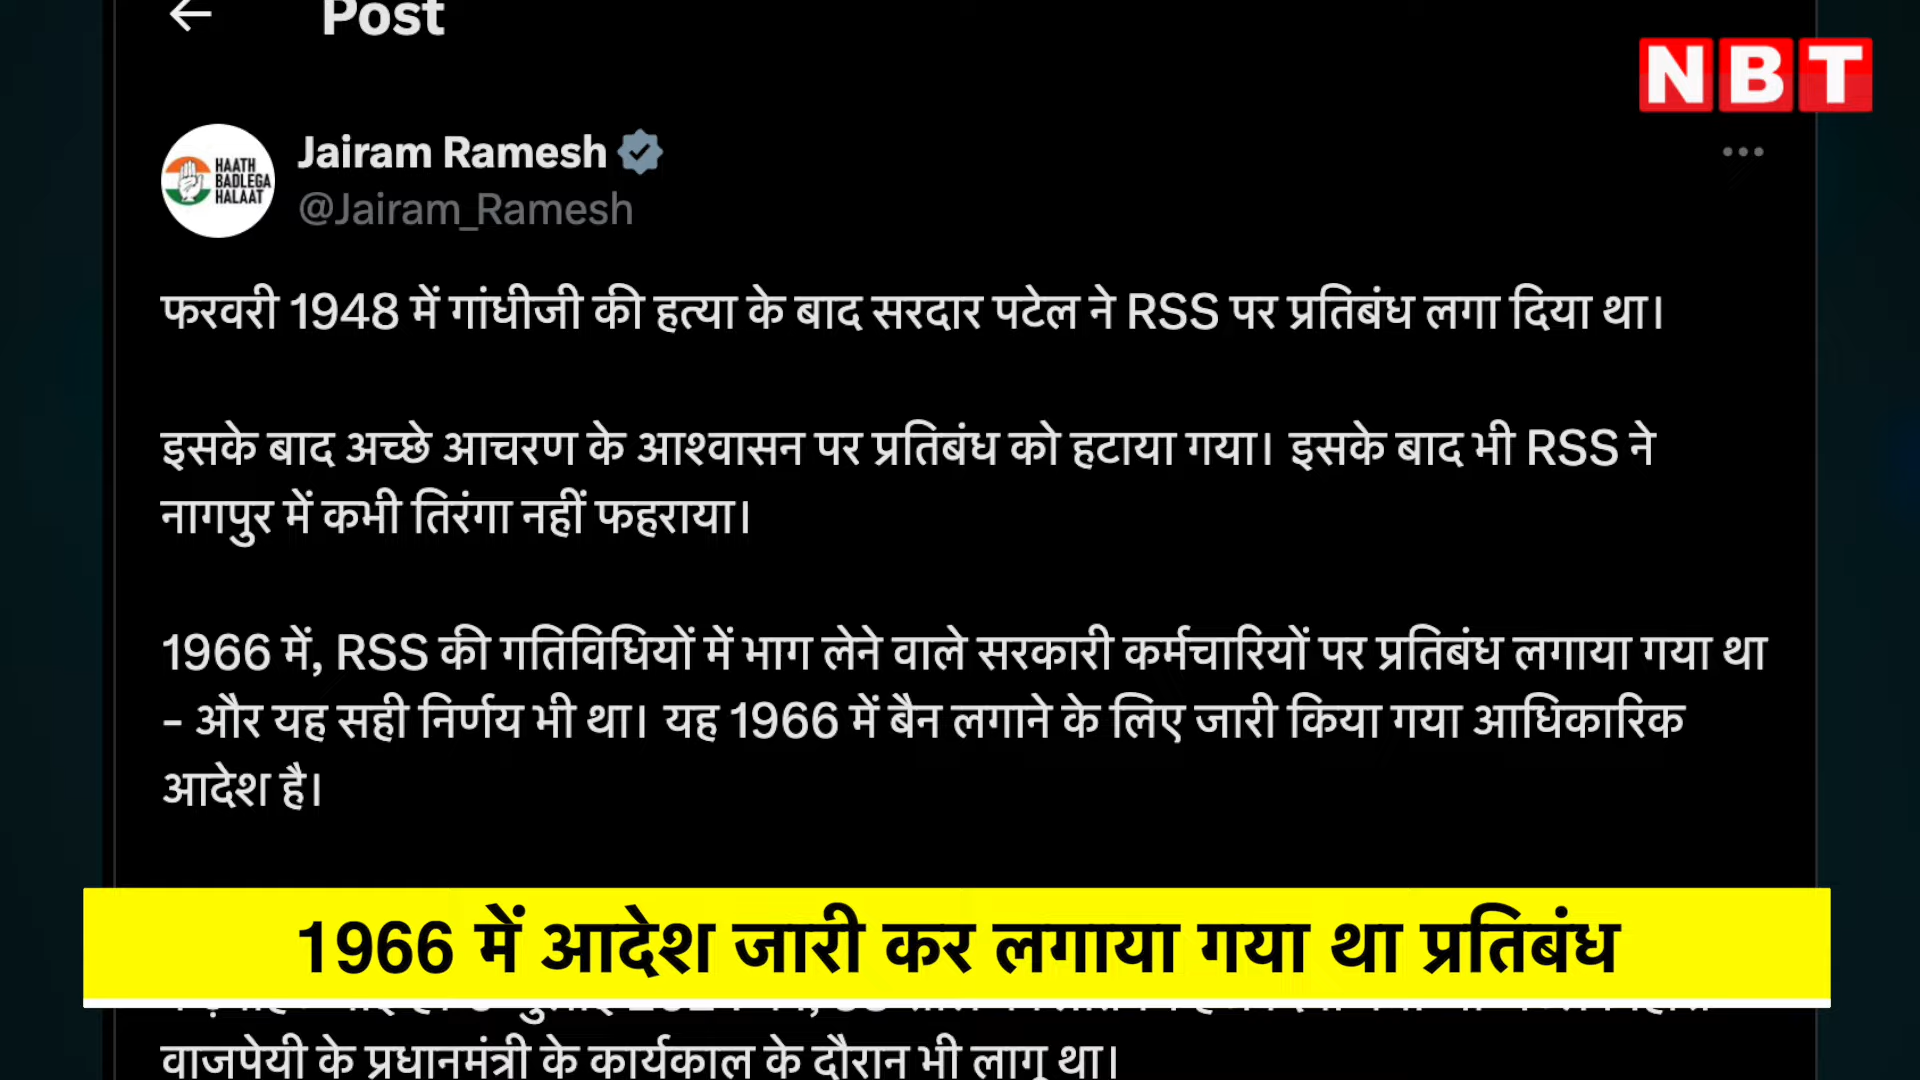 Post
NBT
HAATH
BADLEGA
HALAAT
Jairam Ramesh
@Jairam_Ramesh
फरवरी 1948 में गांधीजी की हत्या के बाद सरदार पटेल ने RSS पर प्रतिबंध लगा दिया था।
इसके बाद अच्छे आचरण के आश्वासन पर प्रतिबंध को हटाया गया। इसके बाद भी RSS ने
नागपुर में कभी तिरंगा नहीं फहराया।
1966 में, RSS की गतिविधियों में भाग लेने वाले सरकारी कर्मचारियों पर प्रतिबंध लगाया गया था
- और यह सही निर्णय भी था। यह 1966 में बैन लगाने के लिए जारी किया गया आधिकारिक
आदेश है।
1966 में आदेश जारी कर लगाया गया था प्रतिबंध
वाजपेयी के प्रधानमंत्री के कार्यकाल के दौरान भी लागू था।